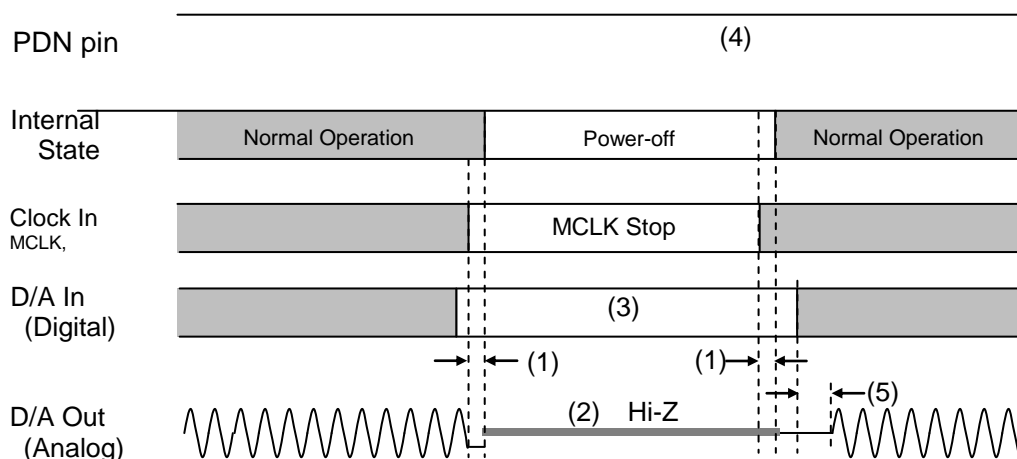 PDN pin
(4)
Internal
State
Normal Operation
Power-off
Normal Operation
Clock In
MCLK,
MCLK Stop
D/A In
(Digital)
(3)
(1)
(1)
(5)
D/A Out
(Analog)
(2) Hi-Z